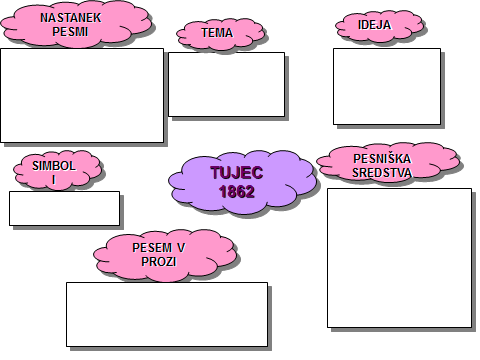 NASTANEK
PESMI
TEMA
IDEJA
SIMBOL
I
TUJEC
1862
PESNIŠKA
SREDSTVA
PESEM V
PROZI